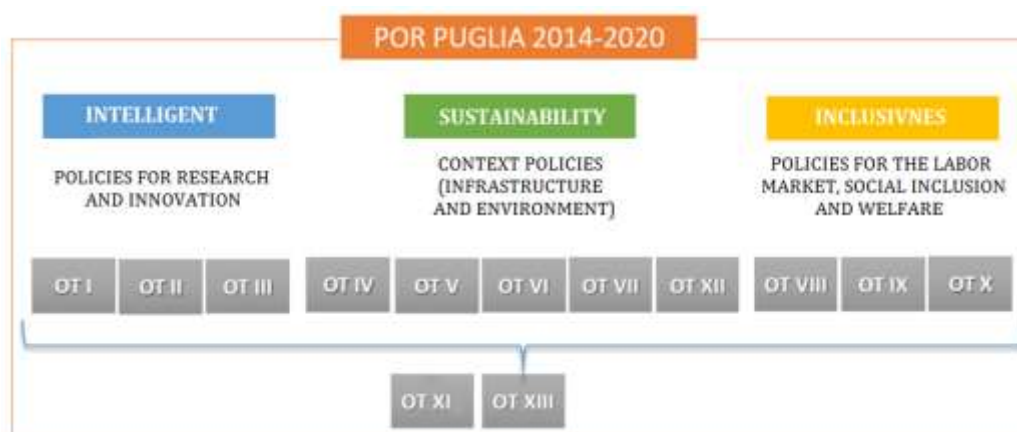 POR PUGLIA 2014-2020
INTELLIGENT
POLICIES FOR RESEARCH
AND INNOVATION
SUSTAINABILITY
CONTEXT POLICIES
(INFRASTRUCTURE
AND ENVIRONMENT)
INCLUSIVNES
POLICIES FOR THE LABOR
MARKET, SOCIAL INCLUSION
AND WELFARE
OT I
OT II
OT III
OT IV
OT V
OT VI
OT VII
OT XII
OT VIII
OT IX
OT X
OT XI
OT XIII